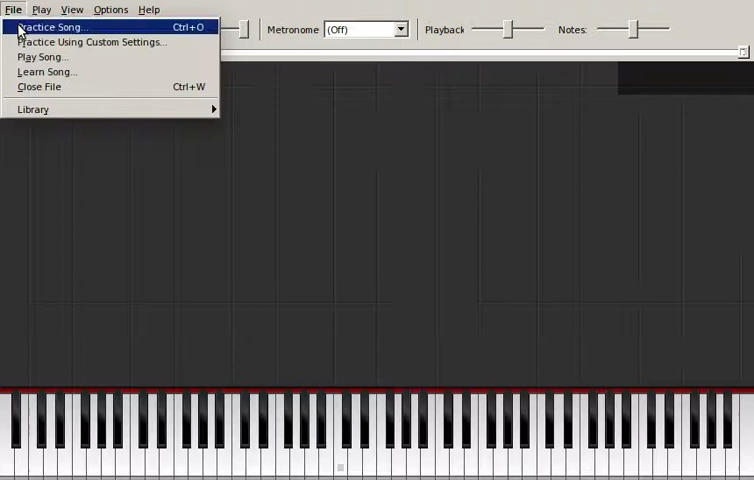 File Play View Options Help
Practice Song... Ctrl+O
Metronome (Off) Playback Notes:
Practice Using Custom Settings...
Play Song...
Learn Song...
Close File Ctrl+W
Library